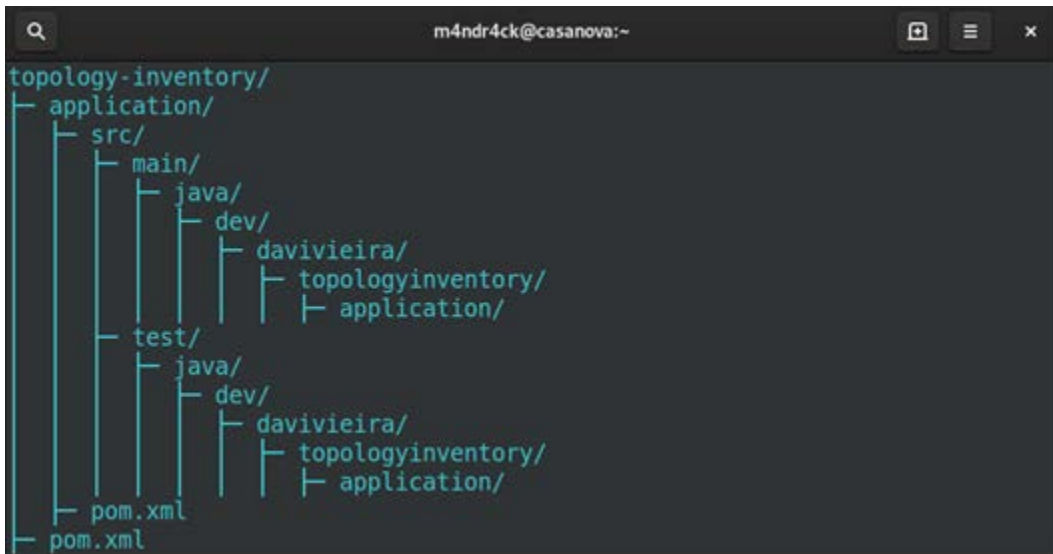 m4ndr4ck@casanova:~
topology-inventory/
├─ application/
│  ├─ src/
│  │  ├─ main/
│  │  │  ├─ java/
│  │  │  │  ├─ dev/
│  │  │  │  │  ├─ davivieira/
│  │  │  │  │  │  ├─ topologyinventory/
│  │  │  │  │  │  │  ├─ application/
│  │  ├─ test/
│  │  │  ├─ java/
│  │  │  │  ├─ dev/
│  │  │  │  │  ├─ davivieira/
│  │  │  │  │  │  ├─ topologyinventory/
│  │  │  │  │  │  │  ├─ application/
│  ├─ pom.xml
├─ pom.xml